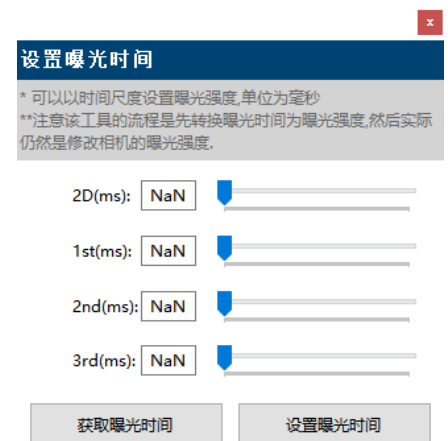 x
设置曝光时间
* 可以以时间尺度设置曝光强度,单位为毫秒
**注意该工具的流程是先转换曝光时间为曝光强度,然后实际
仍然是修改相机的曝光强度.
2D(ms): NaN
1st(ms): NaN
2nd(ms): NaN
3rd(ms): NaN
获取曝光时间 设置曝光时间